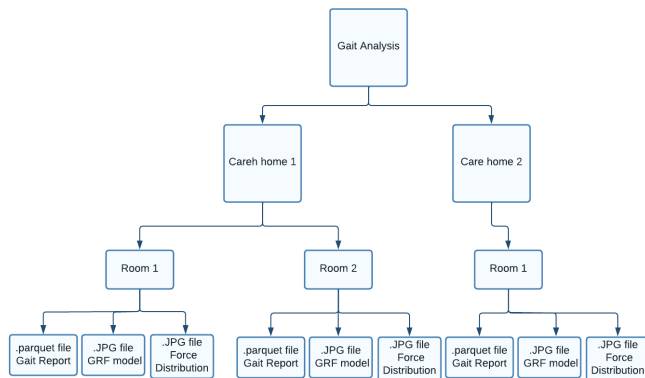 Gait Analysis
Careh home 1
Care home 2
Room 1
Room 2
Room 1
.parquet file
Gait Report
.JPG file
GRF model
.JPG file
Force
Distribution
.parquet file
Gait Report
.JPG file
GRF model
.JPG file
Force
Distribution
.parquet file
Gait Report
.JPG file
GRF model
.JPG file
Force
Distribution